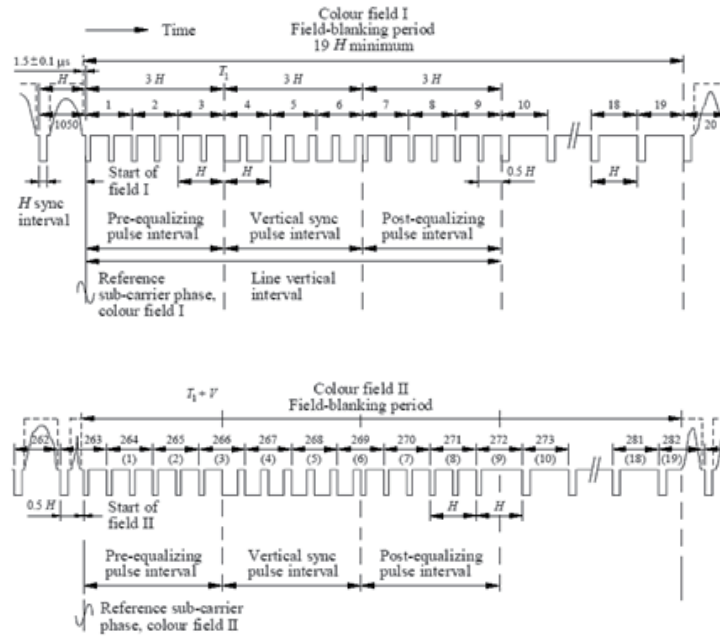 Colour field I
Field-blanking period
19 H minimum
Time
1.5±0.1 µs
T₁
H
3 H
3 H
3 H
1050
1 2 3 4 5 6 7 8 9 10 18 19 20
Start of
field I
H
H
0.5 H
H
H sync
interval
Pre-equalizing
pulse interval
Vertical sync
pulse interval
Post-equalizing
pulse interval
Reference
sub-carrier phase,
colour field I
Line vertical
interval
T₁ + V
Colour field II
Field-blanking period
262 263 264 265 266 267 268 269 270 271 272 273 281 282
(1) (2) (3) (4) (5) (6) (7) (8) (9) (10) (18) (19)
0.5 H
Start of
field II
H
H
Pre-equalizing
pulse interval
Vertical sync
pulse interval
Post-equalizing
pulse interval
Reference sub-carrier
phase, colour field II